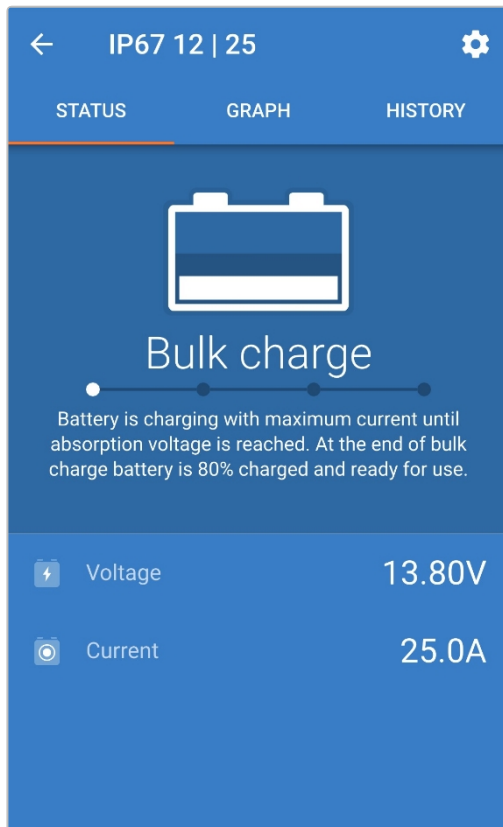 IP67 12 | 25
STATUS GRAPH HISTORY
Bulk charge
Battery is charging with maximum current until
absorption voltage is reached. At the end of bulk
charge battery is 80% charged and ready for use.
Voltage 13.80V
Current 25.0A